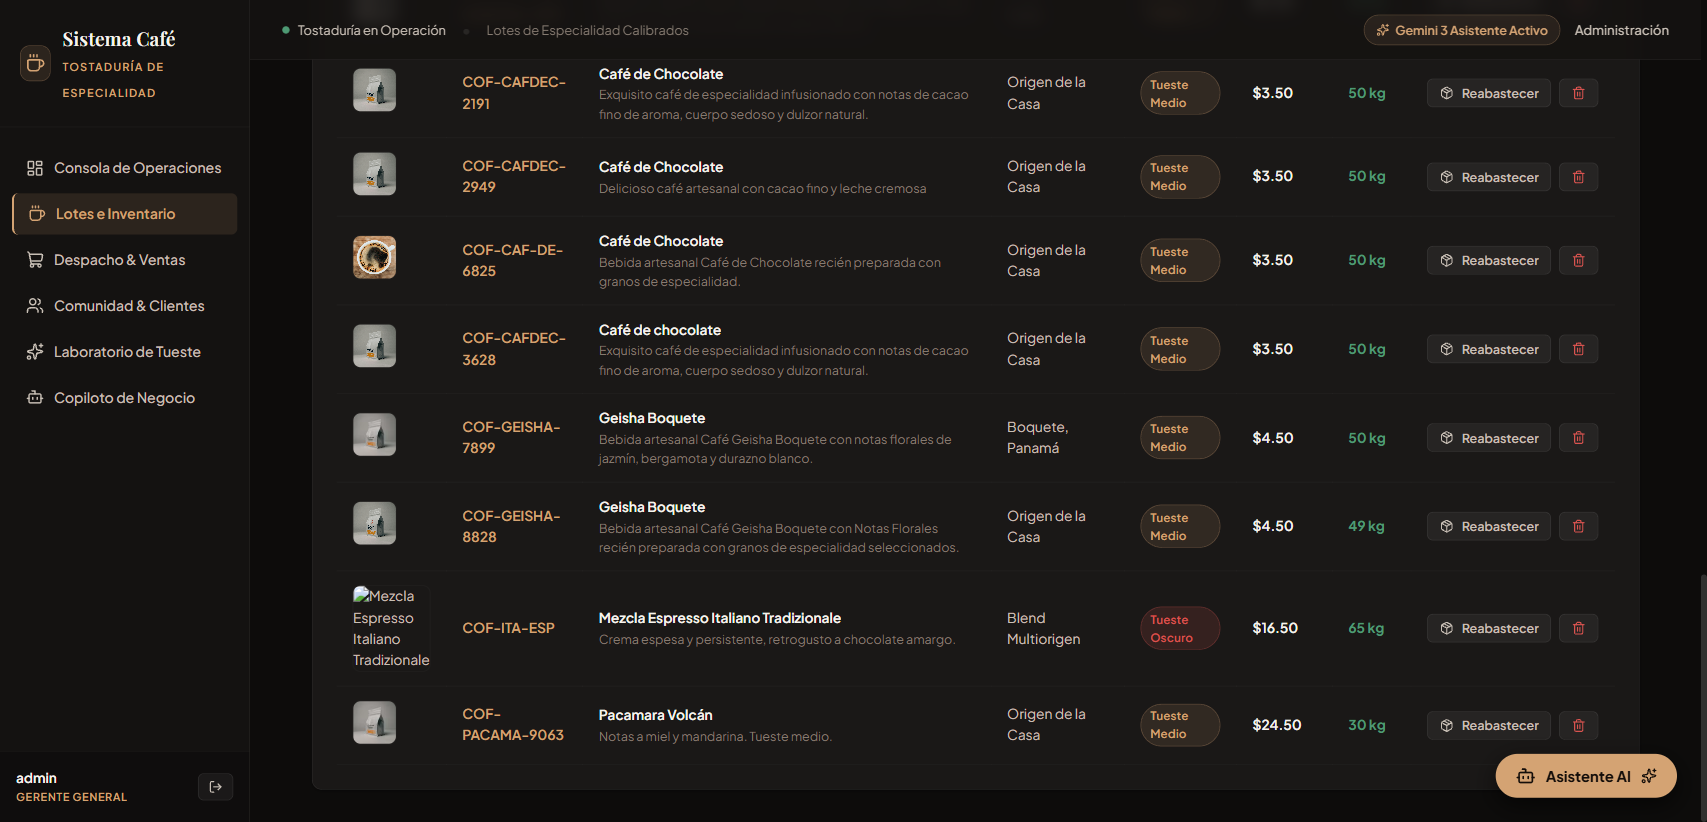 Sistema Café
TOSTADURÍA DE
ESPECIALIDAD
Consola de Operaciones
Lotes e Inventario
Despacho & Ventas
Comunidad & Clientes
Laboratorio de Tueste
Copiloto de Negocio
admin
GERENTE GENERAL
Tostaduría en Operación
Lotes de Especialidad Calibrados
Gemini 3 Asistente Activo
Administración
COF-CAFDEC-
2191
Café de Chocolate
Exquisito café de especialidad infusionado con notas de cacao
fino de aroma, cuerpo sedoso y dulzor natural.
Origen de la
Casa
Tueste
Medio
$3.50
50 kg
Reabastecer
COF-CAFDEC-
2949
Café de Chocolate
Delicioso café artesanal con cacao fino y leche cremosa
Origen de la
Casa
Tueste
Medio
$3.50
50 kg
Reabastecer
COF-CAF-DE-
6825
Café de Chocolate
Bebida artesanal Café de Chocolate recién preparada con
granos de especialidad.
Origen de la
Casa
Tueste
Medio
$3.50
50 kg
Reabastecer
COF-CAFDEC-
3628
Café de chocolate
Exquisito café de especialidad infusionado con notas de cacao
fino de aroma, cuerpo sedoso y dulzor natural.
Origen de la
Casa
Tueste
Medio
$3.50
50 kg
Reabastecer
COF-GEISHA-
7899
Geisha Boquete
Bebida artesanal Café Geisha Boquete con notas florales de
jazmín, bergamota y durazno blanco.
Boquete,
Panamá
Tueste
Medio
$4.50
50 kg
Reabastecer
COF-GEISHA-
8828
Geisha Boquete
Bebida artesanal Café Geisha Boquete con Notas Florales
recién preparada con granos de especialidad seleccionados.
Origen de la
Casa
Tueste
Medio
$4.50
49 kg
Reabastecer
Mezcla
Espresso
Italiano
Tradizionale
COF-ITA-ESP
Mezcla Espresso Italiano Tradizionale
Crema espesa y persistente, retrogusto a chocolate amargo.
Blend
Multiorigen
Tueste
Oscuro
$16.50
65 kg
Reabastecer
COF-
PACAMA-9063
Pacamara Volcán
Notas a miel y mandarina. Tueste medio.
Origen de la
Casa
Tueste
Medio
$24.50
30 kg
Reabastecer
Asistente AI